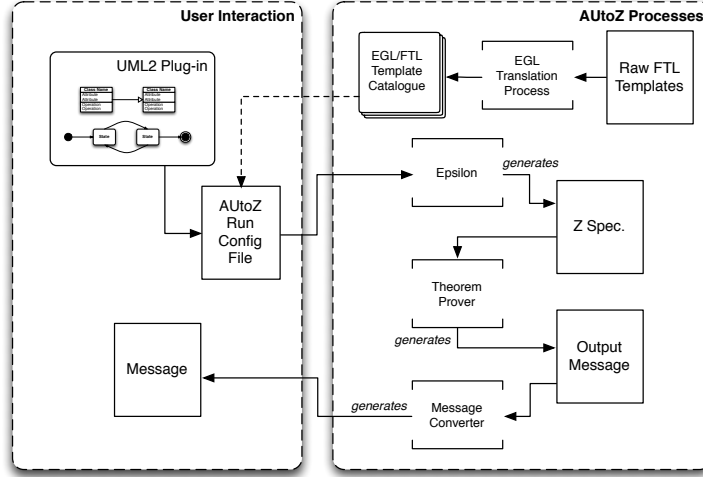 User Interaction
UML2 Plug-in
Class Name
Attribute
Attribute
Operation
Operation
Class Name
Attribute
Attribute
Operation
Operation
State
State
AUtoZ
Run
Config
File
Message
AUtoZ Processes
EGL/FTL
Template
Catalogue
EGL
Translation
Process
Raw FTL
Templates
Epsilon
generates
Z Spec.
Theorem
Prover
generates
Output
Message
Message
Converter
generates